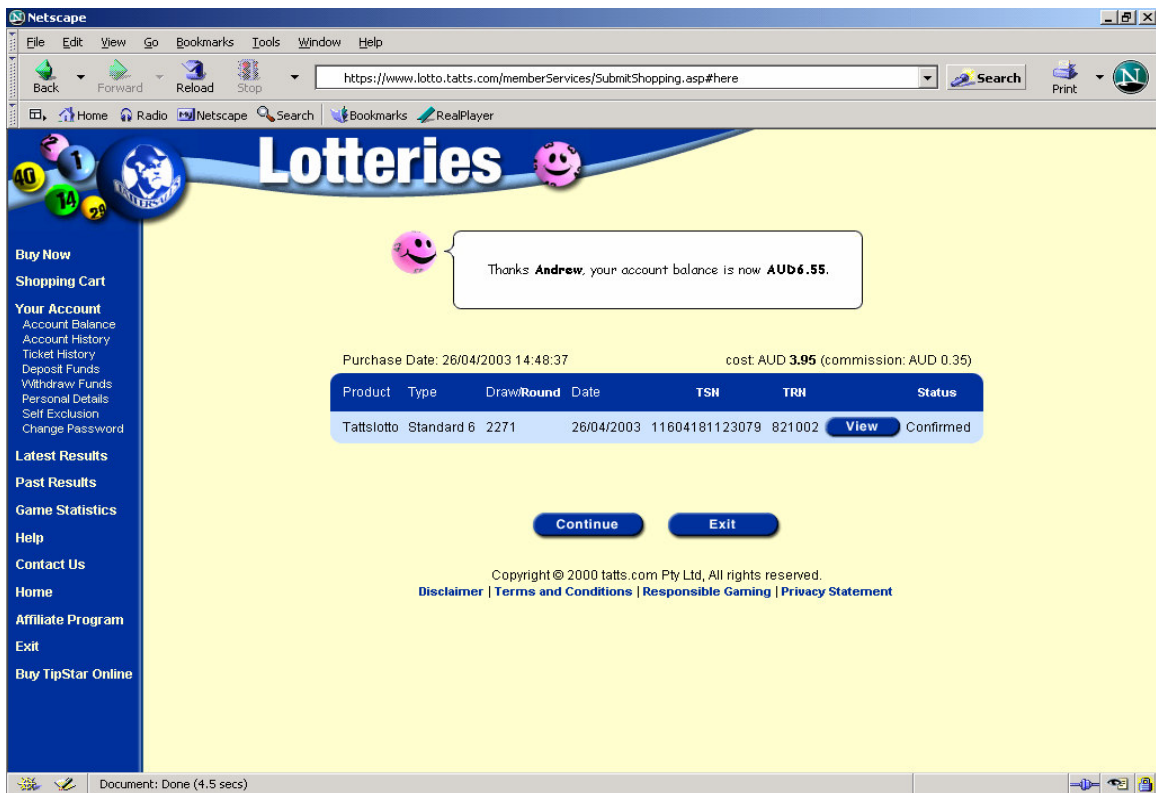 Netscape
File Edit View Go Bookmarks Tools Window Help
Back Forward Reload Stop https://www.lotto.tatts.com/memberServices/SubmitShopping.asp#here Search Print N
Home Radio Netscape Search Bookmarks RealPlayer
Lotteries
40 1 14 29
TATTERSALL'S
Buy Now
Shopping Cart
Your Account
Account Balance
Account History
Ticket History
Deposit Funds
Withdraw Funds
Personal Details
Self Exclusion
Change Password
Latest Results
Past Results
Game Statistics
Help
Contact Us
Home
Affiliate Program
Exit
Buy TipStar Online
Thanks Andrew, your account balance is now AUD6.55.
Purchase Date: 26/04/2003 14:48:37 cost: AUD 3.95 (commission: AUD 0.35)
Product Type Draw/Round Date TSN TRN Status
Tattslotto Standard 6 2271 26/04/2003 11604181123079 821002 View Confirmed
Continue Exit
Copyright © 2000 tatts.com Pty Ltd, All rights reserved.
Disclaimer | Terms and Conditions | Responsible Gaming | Privacy Statement
Document: Done (4.5 secs)